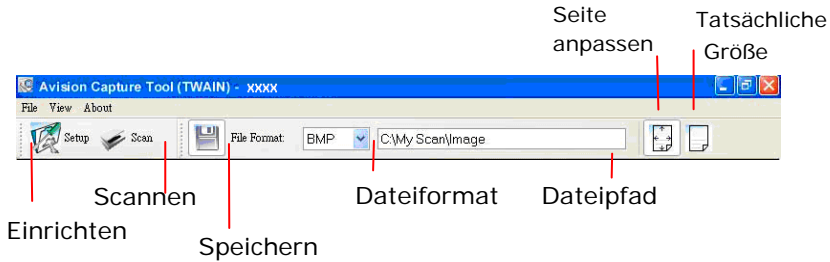 Seite
anpassen
Tatsächliche
Größe
Avision Capture Tool (TWAIN) - xxxx
File View About
Setup Scan File Format: BMP C:\My Scan\Image
Scannen
Dateiformat
Dateipfad
Einrichten
Speichern